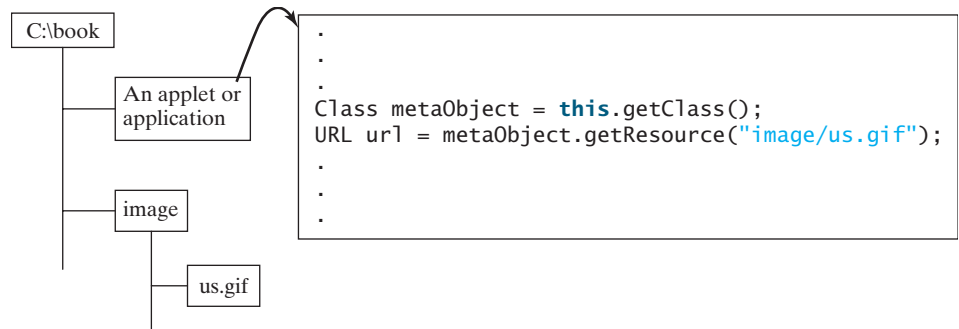 C:\book
An applet or
application
image
us.gif
.
.
.
Class metaObject = this.getClass();
URL url = metaObject.getResource("image/us.gif");
.
.
.